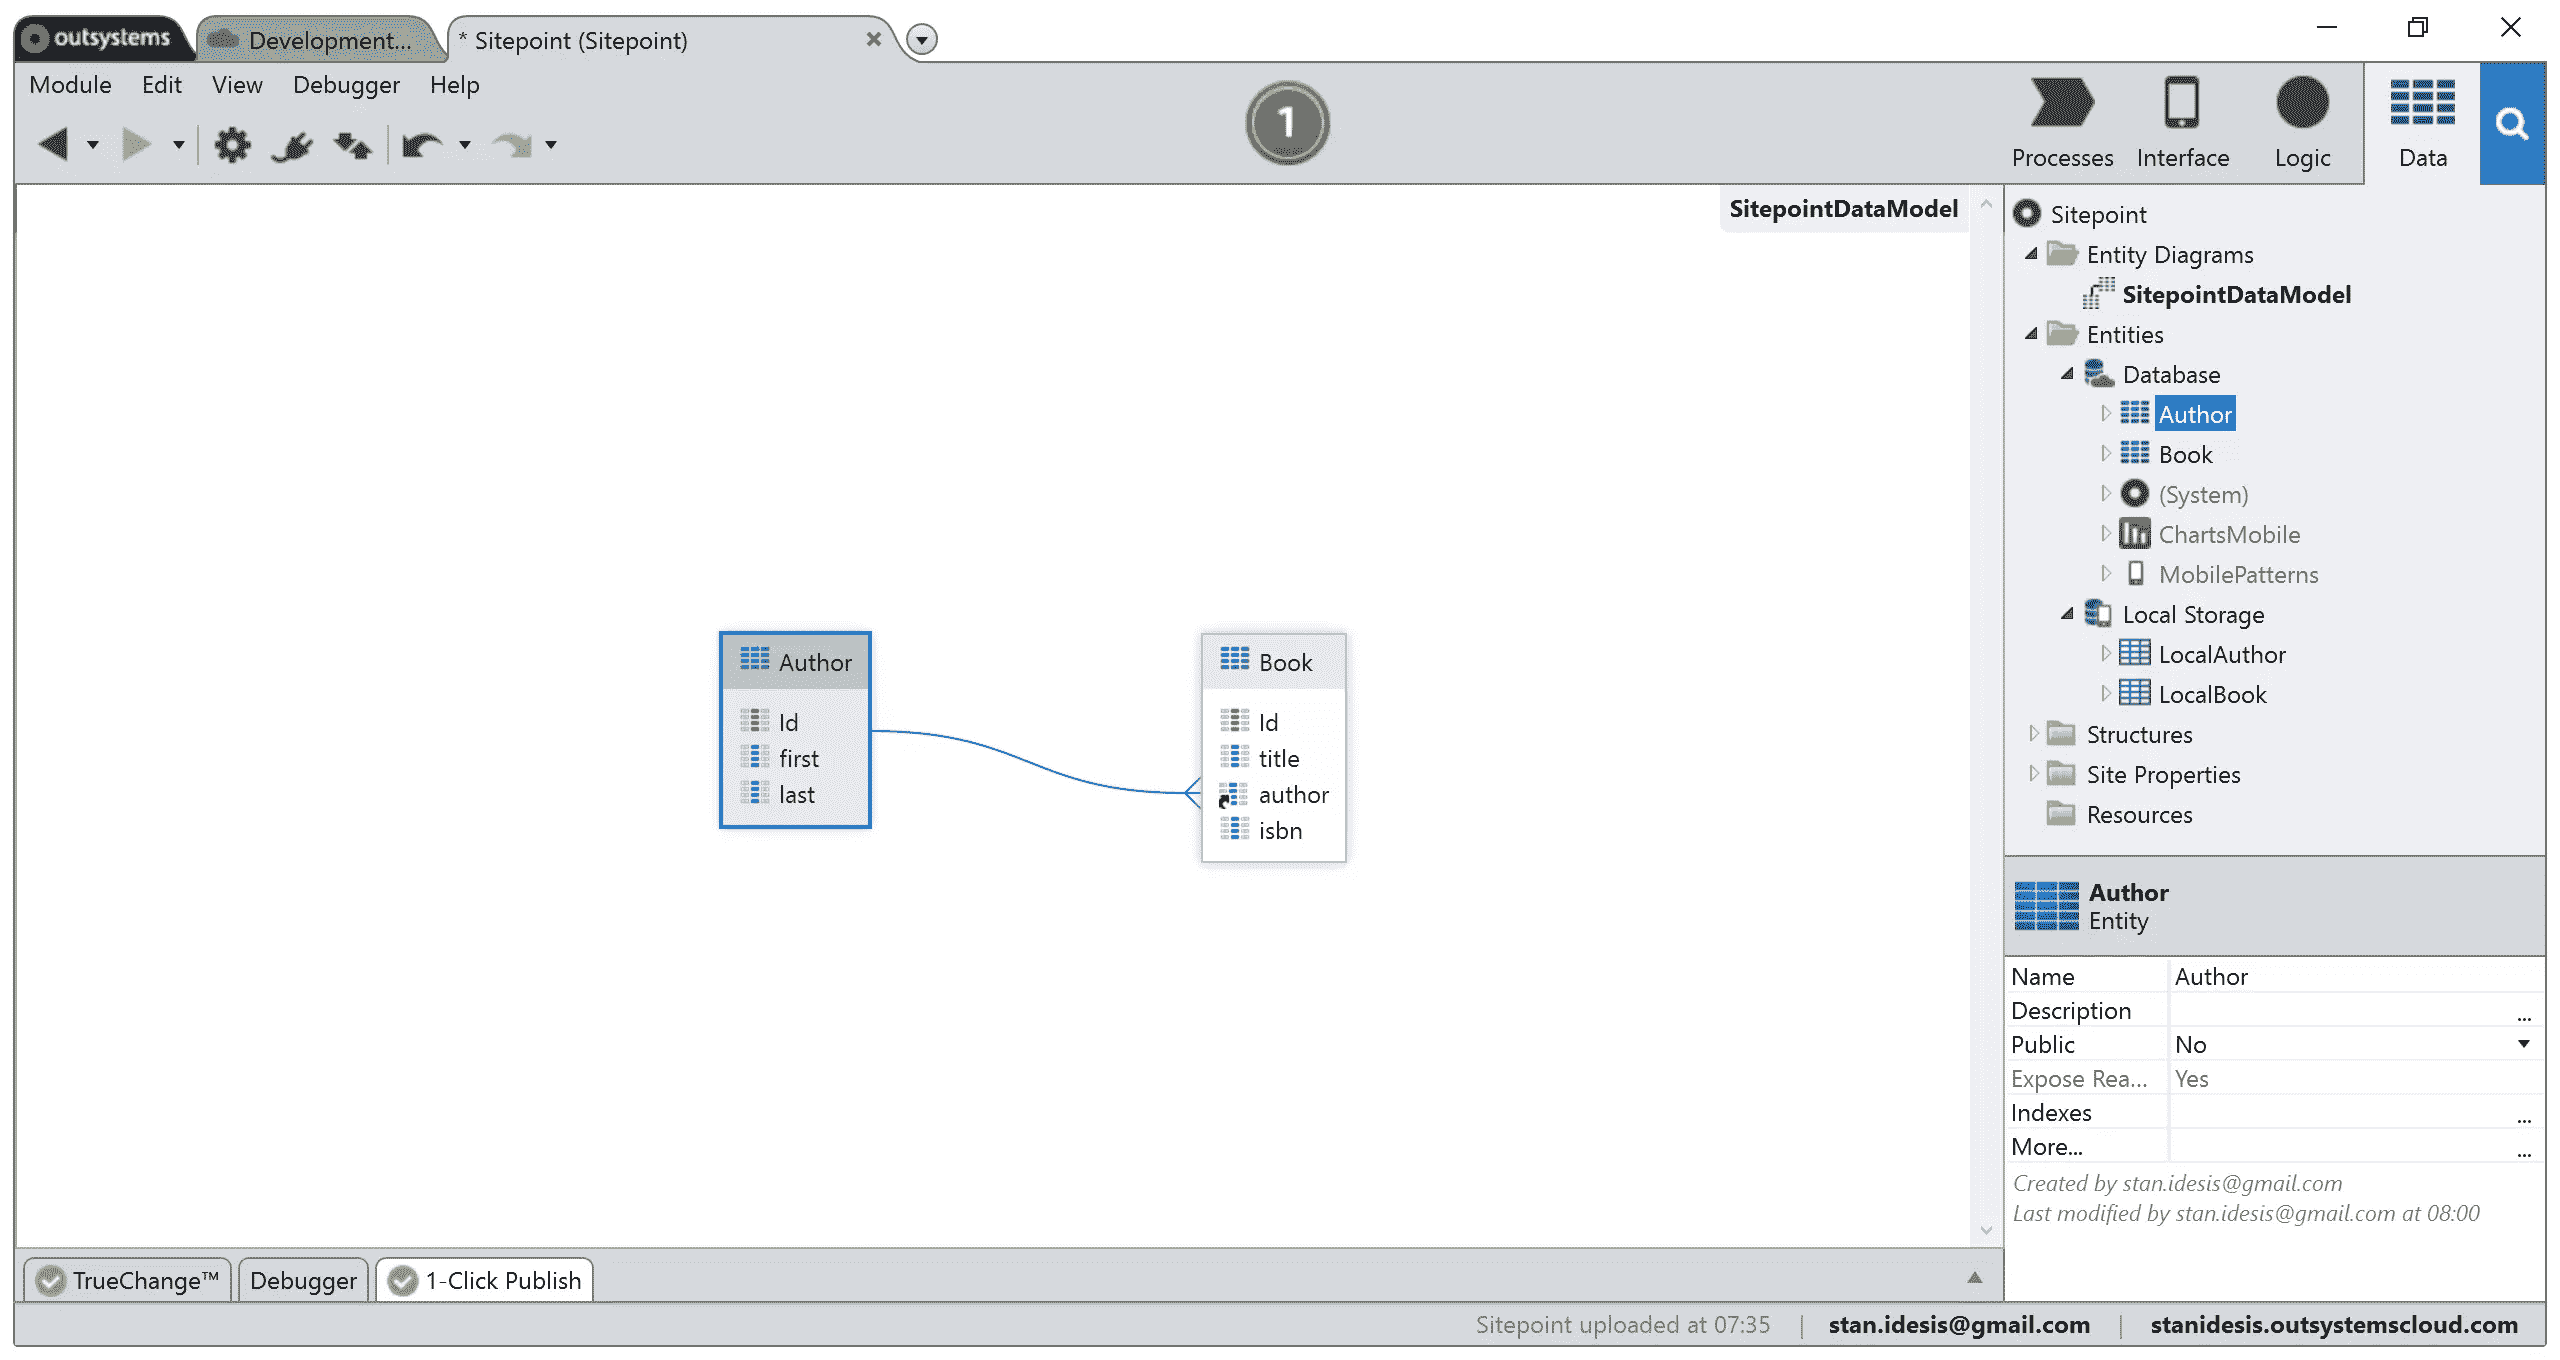 outsystems
Development...
* Sitepoint (Sitepoint)
Module Edit View Debugger Help
1
Processes Interface Logic Data
SitepointDataModel
Sitepoint
Entity Diagrams
SitepointDataModel
Entities
Database
Author
Book
(System)
ChartsMobile
MobilePatterns
Local Storage
LocalAuthor
LocalBook
Structures
Site Properties
Resources
Author
Id
first
last
Book
Id
title
author
isbn
Author
Entity
Name Author
Description ...
Public No
Expose Rea... Yes
Indexes ...
More... ...
Created by stan.idesis@gmail.com
Last modified by stan.idesis@gmail.com at 08:00
TrueChange™ Debugger 1-Click Publish
Sitepoint uploaded at 07:35 | stan.idesis@gmail.com | stanidesis.outsystemscloud.com